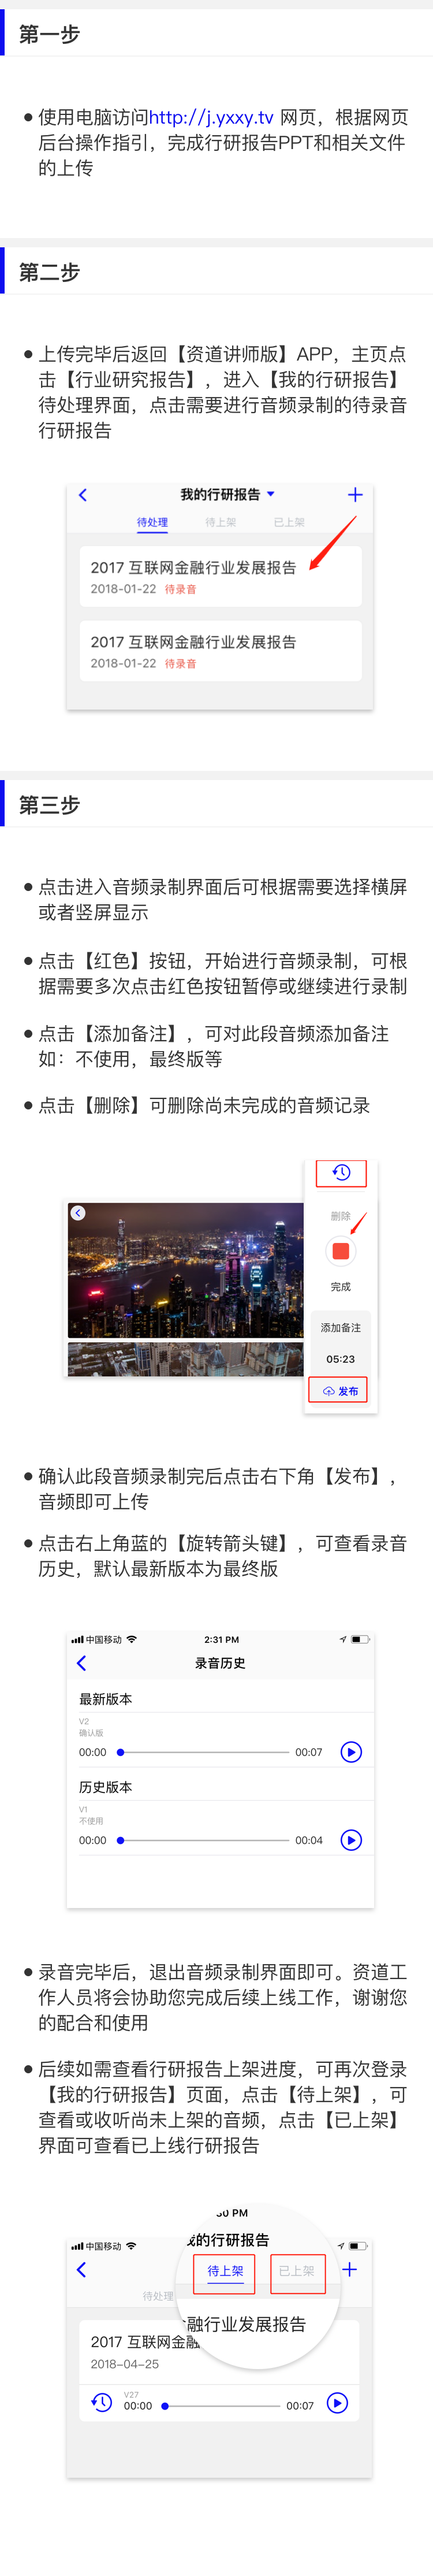 第一步
使用电脑访问http://j.yxxy.tv 网页，根据网页
后台操作指引，完成行研报告PPT和相关文件
的上传
第二步
上传完毕后返回【资道讲师版】APP，主页点
击【行业研究报告】，进入【我的行研报告】
待处理界面，点击需要进行音频录制的待录音
行研报告
我的行研报告
待处理 待上架 已上架
2017 互联网金融行业发展报告
2018-01-22 待录音
2017 互联网金融行业发展报告
2018-01-22 待录音
第三步
点击进入音频录制界面后可根据需要选择横屏
或者竖屏显示
点击【红色】按钮，开始进行音频录制，可根
据需要多次点击红色按钮暂停或继续进行录制
点击【添加备注】，可对此段音频添加备注
如：不使用，最终版等
点击【删除】可删除尚未完成的音频记录
删除
完成
添加备注
05:23
发布
确认此段音频录制完后点击右下角【发布】，
音频即可上传
点击右上角蓝的【旋转箭头键】，可查看录音
历史，默认最新版本为最终版
中国移动 2:31 PM
录音历史
最新版本
V2
确认版
00:00 00:07
历史版本
V1
不使用
00:00 00:04
录音完毕后，退出音频录制界面即可。资道工
作人员将会协助您完成后续上线工作，谢谢您
的配合和使用
后续如需查看行研报告上架进度，可再次登录
【我的行研报告】页面，点击【待上架】，可
查看或收听尚未上架的音频，点击【已上架】
界面可查看已上线行研报告
中国移动 30 PM
我的行研报告
待处理 待上架 已上架
融行业发展报告
2017 互联网金融
2018-04-25
V27
00:00 00:07